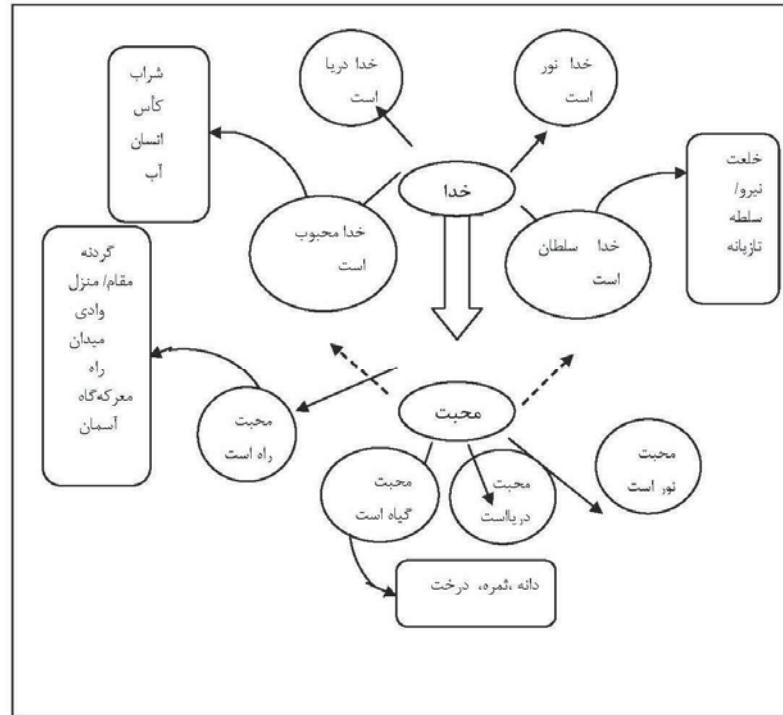 خدا نور
است
خدا دریا
است
شراب
کأس
انسان
آب
خلعت
نیرو/
سلطه
تازیانه
خدا
خدا سلطان
است
خدا محبوب
است
گردنه
مقام/ منزل
وادی
میدان
راه
معرکه‌گاه
آسمان
محبت
محبت
راه است
محبت
نور است
محبت
دریااست
محبت
گیاه است
دانه ،ثمره، درخت